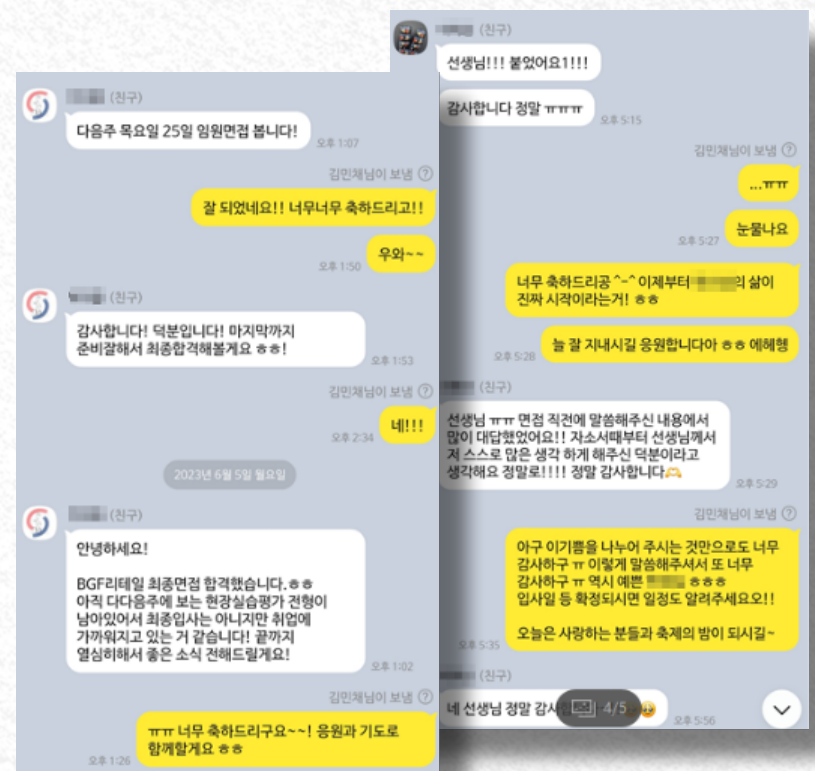 (친구)
다음주 목요일 25일 임원면접 봅니다!
오후 1:07
김민채님이 보냄 ?
잘 되었네요!! 너무너무 축하드리고!!
우와~~
오후 1:50
(친구)
감사합니다! 덕분입니다! 마지막까지
준비잘해서 최종합격해볼게요 ㅎㅎ!
오후 1:53
김민채님이 보냄 ?
네!!!
오후 2:34
2023년 6월 5일 월요일
(친구)
안녕하세요!
BGF리테일 최종면접 합격했습니다.ㅎㅎ
아직 다다음주에 보는 현장실습평가 전형이
남아있어서 최종입사는 아니지만 취업에
가까워지고 있는 거 같습니다! 끝까지
열심히해서 좋은 소식 전해드릴게요!
오후 1:02
김민채님이 보냄 ?
ㅠㅠ 너무 축하드리구요~~! 응원과 기도로
함께할게요 ㅎㅎ
오후 1:26
(친구)
선생님!!! 붙었어요1!!!
감사합니다 정말 ㅠㅠㅠ
오후 5:15
김민채님이 보냄 ?
...ㅠㅠ
눈물나요
오후 5:27
너무 축하드리공 ^-^ 이제부터 의 삶이
진짜 시작이라는거! ㅎㅎ
늘 잘 지내시길 응원합니다아 ㅎㅎ 에헤헹
오후 5:28
(친구)
선생님 ㅠㅠ 면접 직전에 말씀해주신 내용에서
많이 대답했었어요!! 자소서때부터 선생님께서
저 스스로 많은 생각 하게 해주신 덕분이라고
생각해요 정말로!!!! 정말 감사합니다🫶
오후 5:29
김민채님이 보냄 ?
아구 이기쁨을 나누어 주시는 것만으로도 너무
감사하구 ㅠ 이렇게 말씀해주셔서 또 너무
감사하구 ㅠ 역시 예쁜 ㅎㅎㅎ
입사일 등 확정되시면 일정도 알려주세요오!!
오늘은 사랑하는 분들과 축제의 밤이 되시길~
오후 5:35
(친구)
네 선생님 정말 감사
4/5
오후 5:56